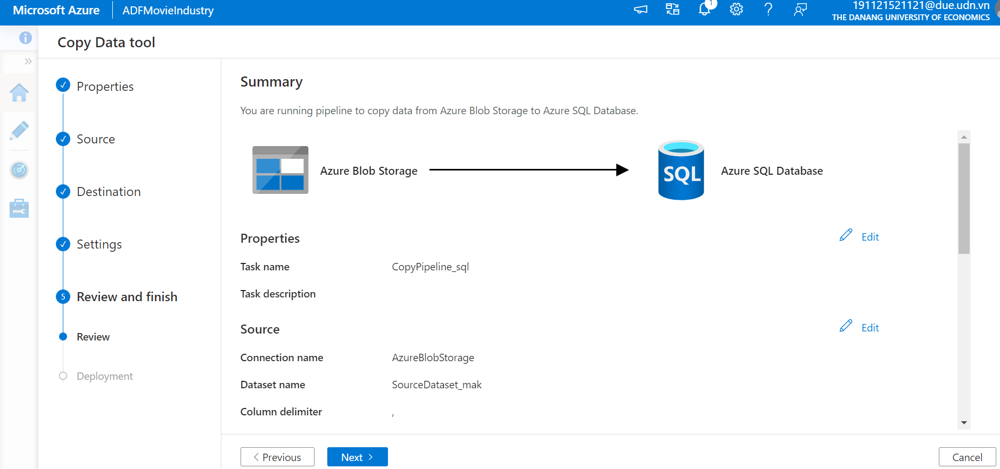 Microsoft Azure
ADFMovieIndustry
1
191121521121@due.udn.vn
THE DANANG UNIVERSITY OF ECONOMICS
Copy Data tool
Properties
Source
Destination
Settings
5 Review and finish
Review
Deployment
Summary
You are running pipeline to copy data from Azure Blob Storage to Azure SQL Database.
Azure Blob Storage
SQL
Azure SQL Database
Properties
Edit
Task name CopyPipeline_sql
Task description
Source
Edit
Connection name AzureBlobStorage
Dataset name SourceDataset_mak
Column delimiter ,
Previous
Next
Cancel